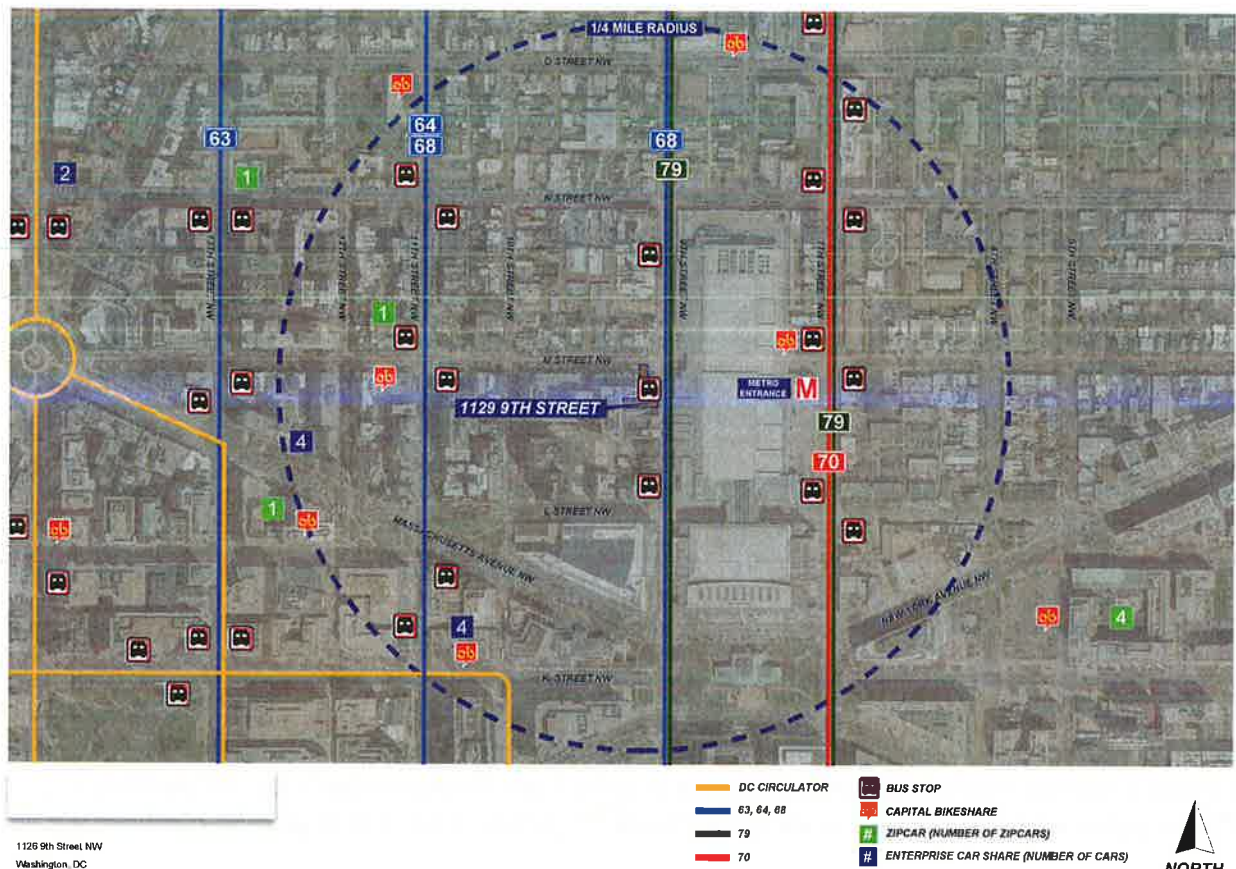 1/4 MILE RADIUS
O STREET NW
63
64
68
68
79
2
1
N STREET NW
12TH STREET NW
11TH STREET NW
10TH STREET NW
9TH STREET NW
7TH STREET NW
5TH STREET NW
1
M STREET NW
METRO
ENTRANCE
M
1129 9TH STREET
79
4
70
1
L STREET NW
MASSACHUSETTS AVENUE NW
NEW YORK AVENUE NW
4
4
K STREET NW
DC CIRCULATOR
63, 64, 68
79
70
BUS STOP
CAPITAL BIKESHARE
# ZIPCAR (NUMBER OF ZIPCARS)
# ENTERPRISE CAR SHARE (NUMBER OF CARS)
NORTH
1126 9th Street NW
Washington, DC